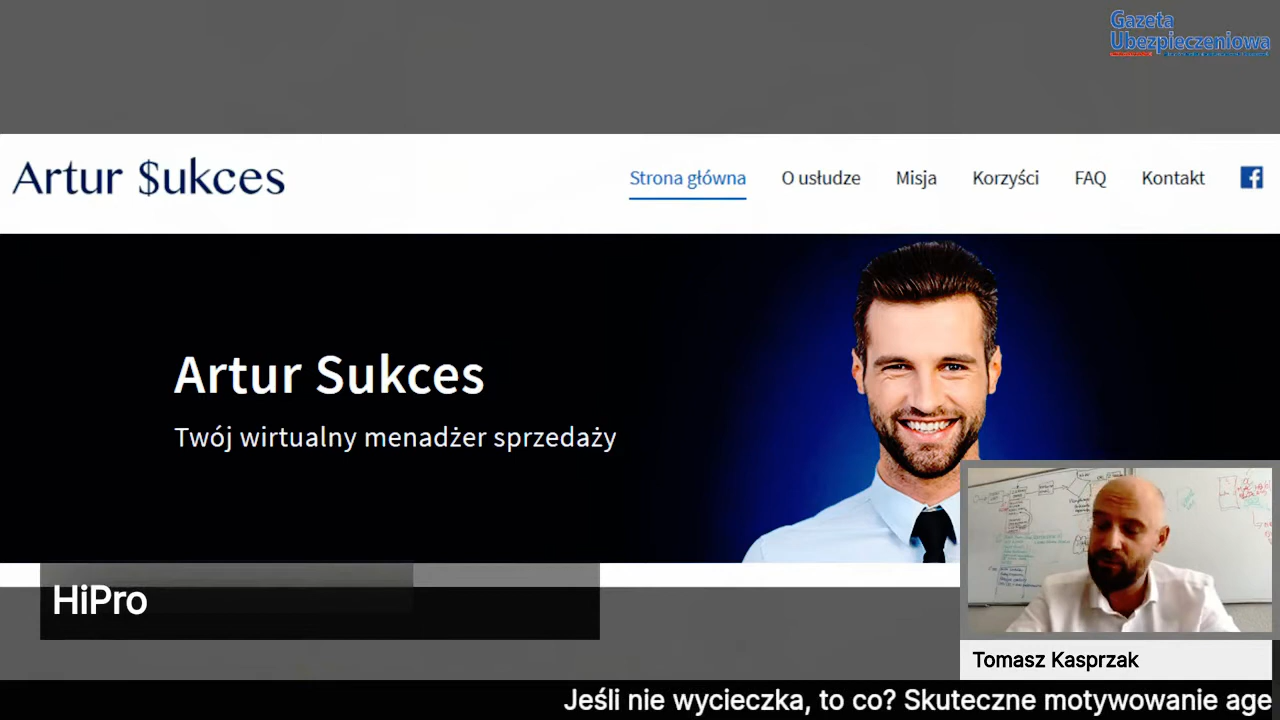 Gazeta
Ubezpieczeniowa
Artur $ukces
Strona główna
O usłudze
Misja
Korzyści
FAQ
Kontakt
Artur Sukces
Twój wirtualny menadżer sprzedaży
HiPro
Tomasz Kasprzak
Jeśli nie wycieczka, to co? Skuteczne motywowanie age